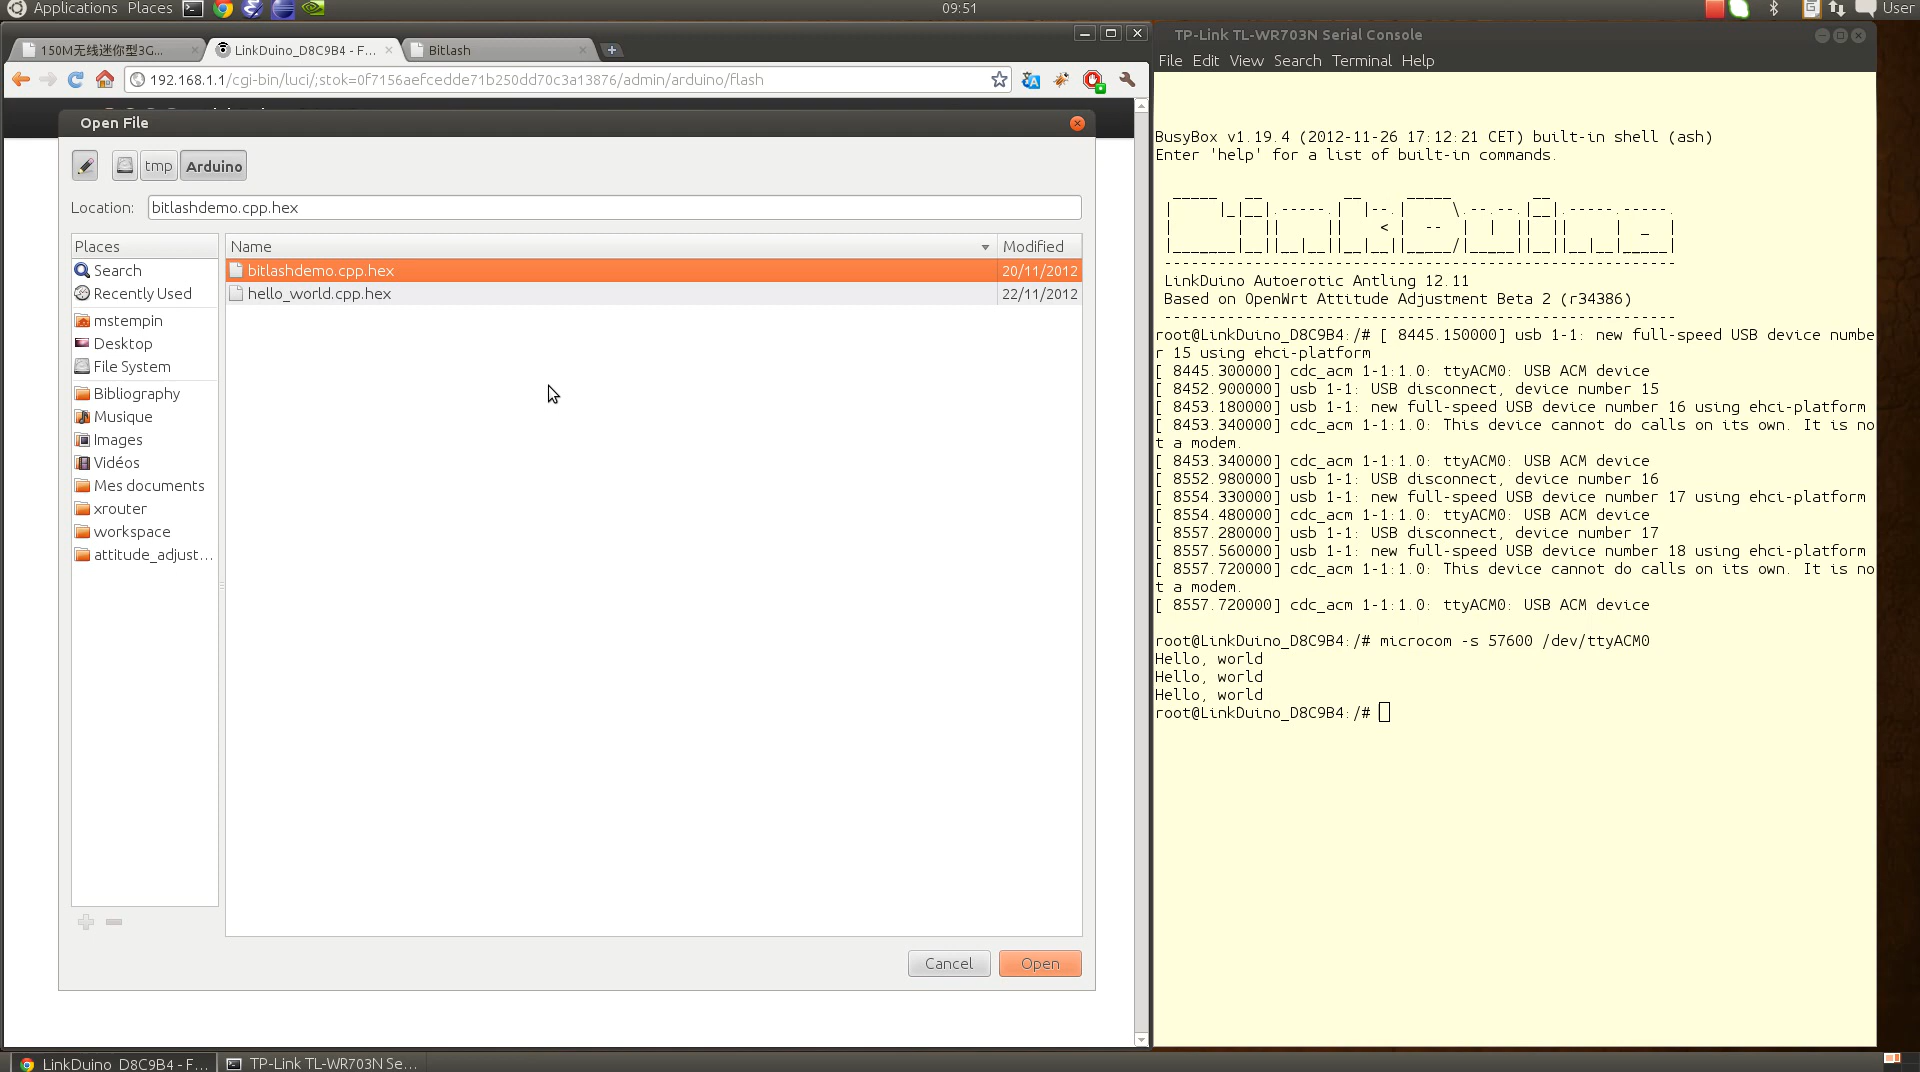 Applications Places 09:51 User
150M无线迷你型3G...
LinkDuino_D8C9B4 - F...
Bitlash
192.168.1.1/cgi-bin/luci/;stok=0f7156aefcedde71b250dd70c3a13876/admin/arduino/flash
Open File
tmp
Arduino
Location: bitlashdemo.cpp.hex
Places
Search
Recently Used
mstempin
Desktop
File System
Bibliography
Musique
Images
Vidéos
Mes documents
xrouter
workspace
attitude_adjust...
Name Modified
bitlashdemo.cpp.hex 20/11/2012
hello_world.cpp.hex 22/11/2012
Cancel Open
TP-Link TL-WR703N Serial Console
File Edit View Search Terminal Help
BusyBox v1.19.4 (2012-11-26 17:12:21 CET) built-in shell (ash)
Enter 'help' for a list of built-in commands.
LinkDuino
LinkDuino Autoerotic Antling 12.11
Based on OpenWrt Attitude Adjustment Beta 2 (r34386)
root@LinkDuino_D8C9B4:/# [ 8445.150000] usb 1-1: new full-speed USB device numbe
r 15 using ehci-platform
[ 8445.300000] cdc_acm 1-1:1.0: ttyACM0: USB ACM device
[ 8452.900000] usb 1-1: USB disconnect, device number 15
[ 8453.180000] usb 1-1: new full-speed USB device number 16 using ehci-platform
[ 8453.340000] cdc_acm 1-1:1.0: This device cannot do calls on its own. It is no
t a modem.
[ 8453.340000] cdc_acm 1-1:1.0: ttyACM0: USB ACM device
[ 8552.980000] usb 1-1: USB disconnect, device number 16
[ 8554.330000] usb 1-1: new full-speed USB device number 17 using ehci-platform
[ 8554.480000] cdc_acm 1-1:1.0: ttyACM0: USB ACM device
[ 8557.280000] usb 1-1: USB disconnect, device number 17
[ 8557.560000] usb 1-1: new full-speed USB device number 18 using ehci-platform
[ 8557.720000] cdc_acm 1-1:1.0: This device cannot do calls on its own. It is no
t a modem.
[ 8557.720000] cdc_acm 1-1:1.0: ttyACM0: USB ACM device
root@LinkDuino_D8C9B4:/# microcom -s 57600 /dev/ttyACM0
Hello, world
Hello, world
Hello, world
root@LinkDuino_D8C9B4:/#
LinkDuino_D8C9B4 - F...
TP-Link TL-WR703N Se...